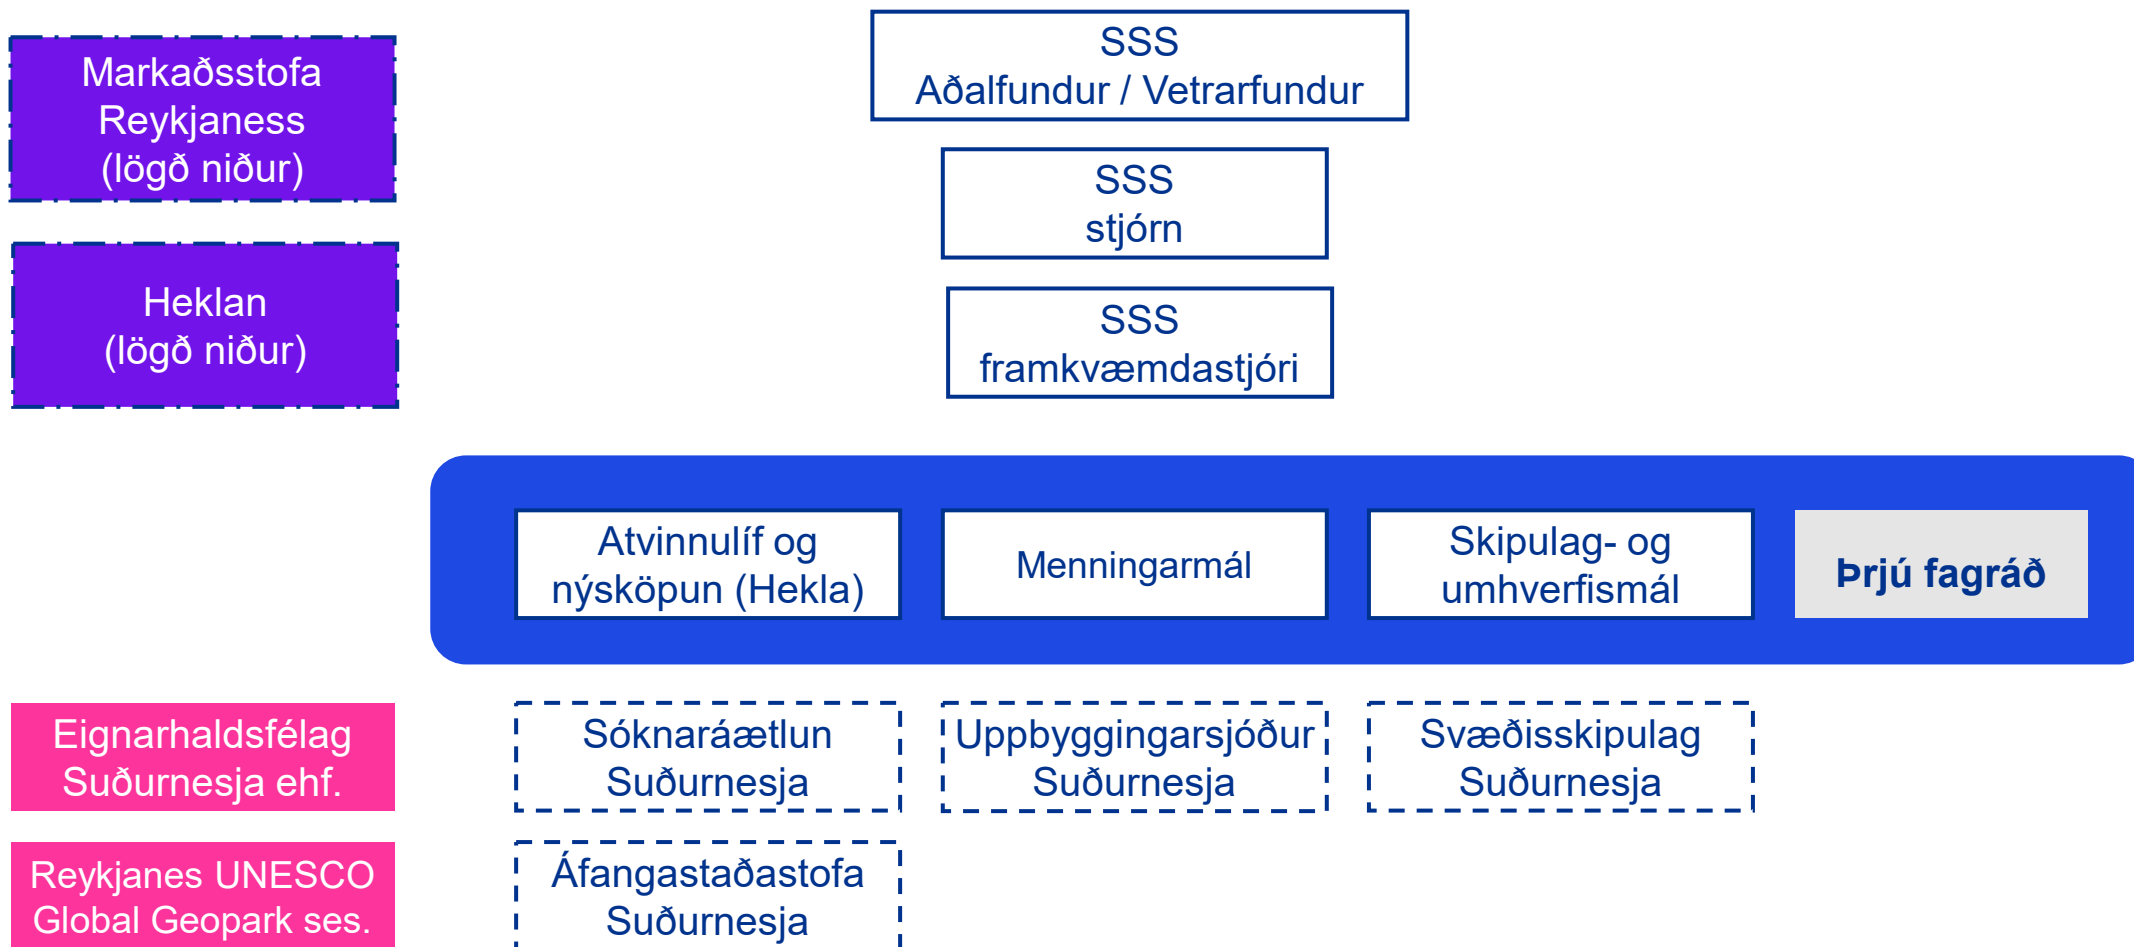 Markaðsstofa
Reykjaness
(lögð niður)
SSS
Aðalfundur / Vetrarfundur
SSS
stjórn
Heklan
(lögð niður)
SSS
framkvæmdastjóri
Atvinnulíf og
nýsköpun (Hekla)
Menningarmál
Skipulag- og
umhverfismál
Þrjú fagráð
Eignarhaldsfélag
Suðurnesja ehf.
Sóknaráætlun
Suðurnesja
Uppbyggingarsjóður
Suðurnesja
Svæðisskipulag
Suðurnesja
Reykjanes UNESCO
Global Geopark ses.
Áfangastaðastofa
Suðurnesja